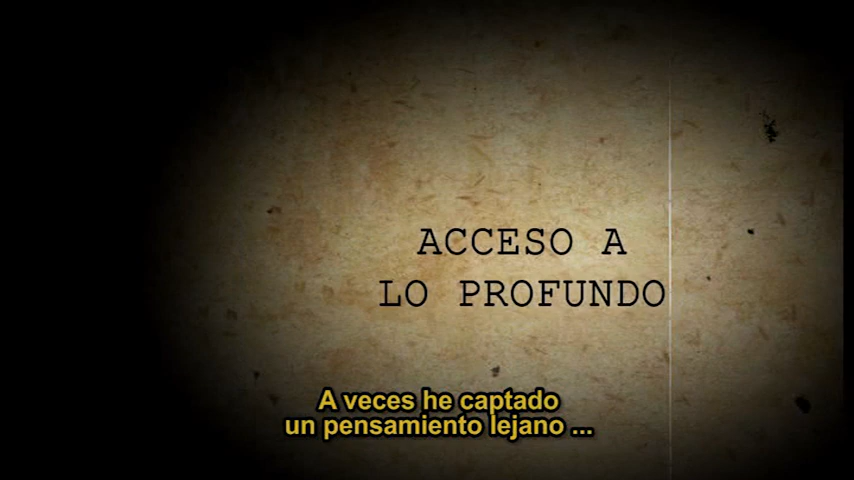 ACCESO A
LO PROFUNDO
A veces he captado
un pensamiento lejano ...